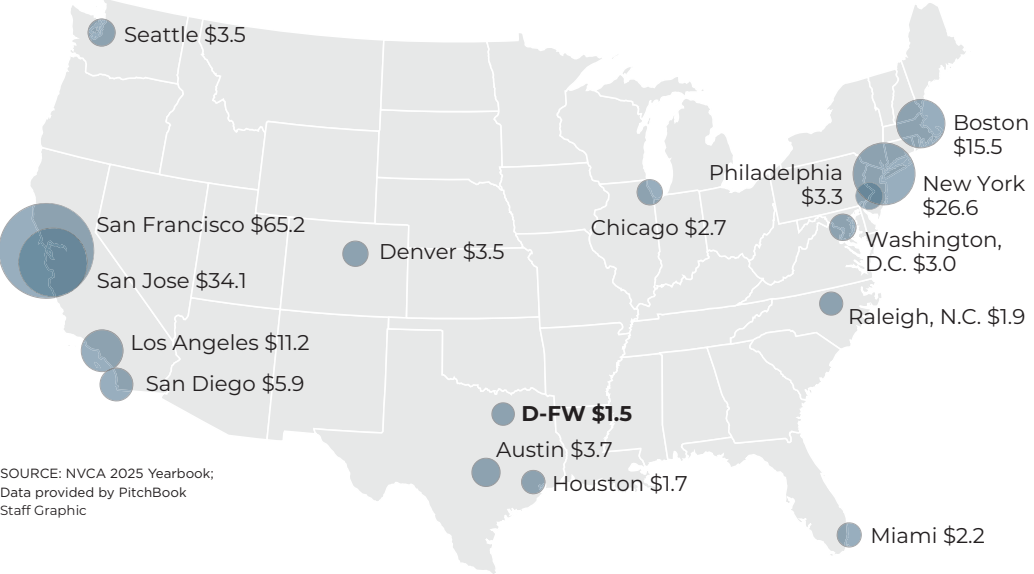 Seattle $3.5
Boston
$15.5
Philadelphia
$3.3
New York
$26.6
San Francisco $65.2
Chicago $2.7
Washington,
D.C. $3.0
Denver $3.5
San Jose $34.1
Raleigh, N.C. $1.9
Los Angeles $11.2
San Diego $5.9
D-FW $1.5
Austin $3.7
Houston $1.7
Miami $2.2
SOURCE: NVCA 2025 Yearbook;
Data provided by PitchBook
Staff Graphic